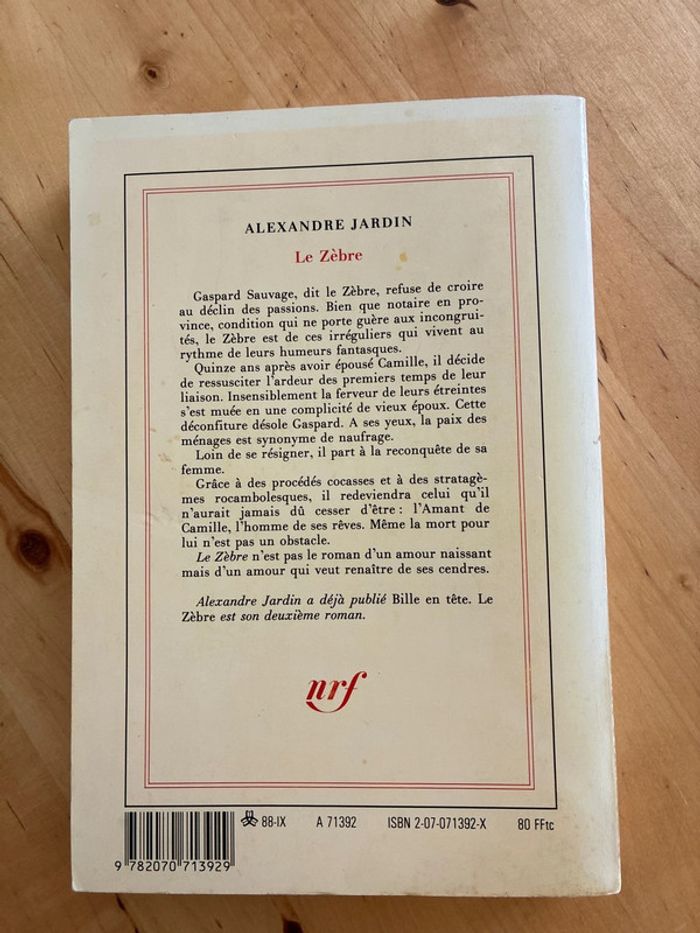 ALEXANDRE JARDIN
Le Zèbre
Gaspard Sauvage, dit le Zèbre, refuse de croire
au déclin des passions. Bien que notaire en pro-
vince, condition qui ne porte guère aux incongrui-
tés, le Zèbre est de ces irréguliers qui vivent au
rythme de leurs humeurs fantasques.
Quinze ans après avoir épousé Camille, il décide
de ressusciter l'ardeur des premiers temps de leur
liaison. Insensiblement la ferveur de leurs étreintes
s'est muée en une complicité de vieux époux. Cette
déconfiture désole Gaspard. A ses yeux, la paix des
ménages est synonyme de naufrage.
Loin de se résigner, il part à la reconquête de sa
femme.
Grâce à des procédés cocasses et à des stratagè-
mes rocambolesques, il redeviendra celui qu'il
n'aurait jamais dû cesser d'être : l'Amant de
Camille, l'homme de ses rêves. Même la mort pour
lui n'est pas un obstacle.
Le Zèbre n'est pas le roman d'un amour naissant
mais d'un amour qui veut renaître de ses cendres.
Alexandre Jardin a déjà publié Bille en tête. Le
Zèbre est son deuxième roman.
nrf
88-IX A 71392 ISBN 2-07-071392-X 80 FFtc
9 782070 713929